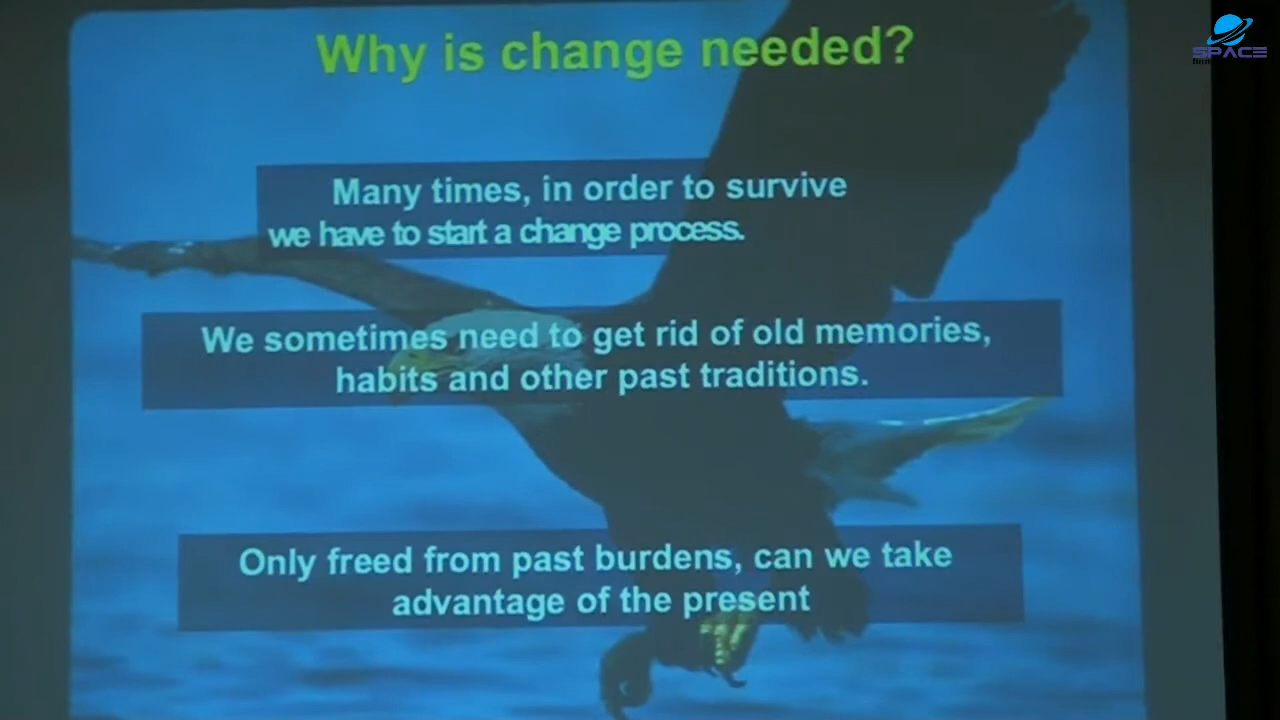 SPACE
Why is change needed?
Many times, in order to survive
we have to start a change process.
We sometimes need to get rid of old memories,
habits and other past traditions.
Only freed from past burdens, can we take
advantage of the present